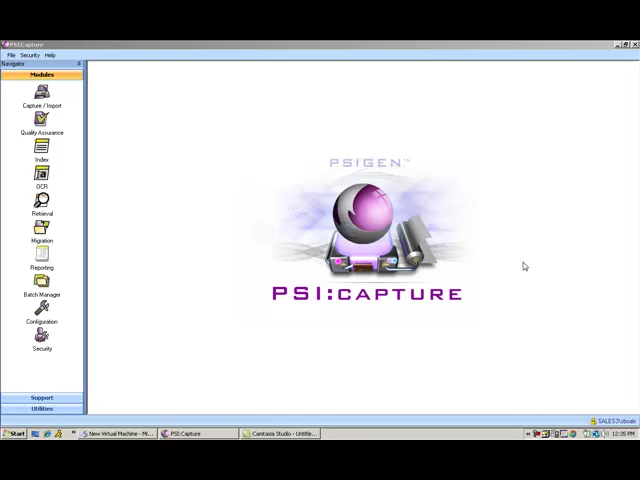 PSI:Capture
File Security Help
Navigator
Modules
Capture / Import
Quality Assurance
Index
OCR
Retrieval
Migration
Reporting
Batch Manager
Configuration
Security
PSIGEN™
PSI:CAPTURE
Support
Utilities
Start
New Virtual Machine - Mi...
PSI:Capture
Camtasia Studio - Untitle...
12:35 PM